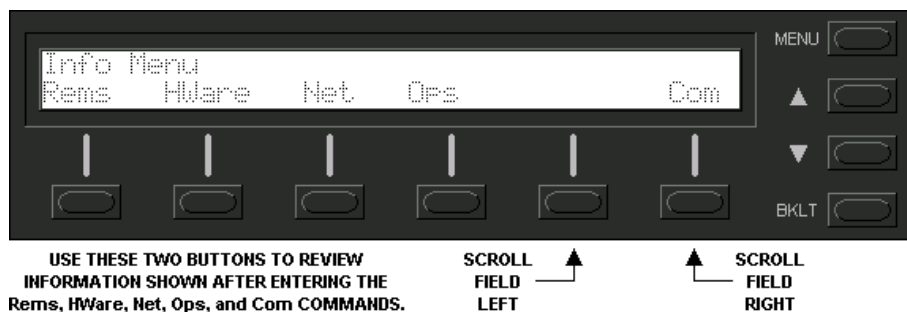 Info Menu
Rems HWare Net Ops Com
MENU
▲
▼
BKLT
USE THESE TWO BUTTONS TO REVIEW
INFORMATION SHOWN AFTER ENTERING THE
Rems, HWare, Net, Ops, and Com COMMANDS.
SCROLL
FIELD
LEFT
SCROLL
FIELD
RIGHT